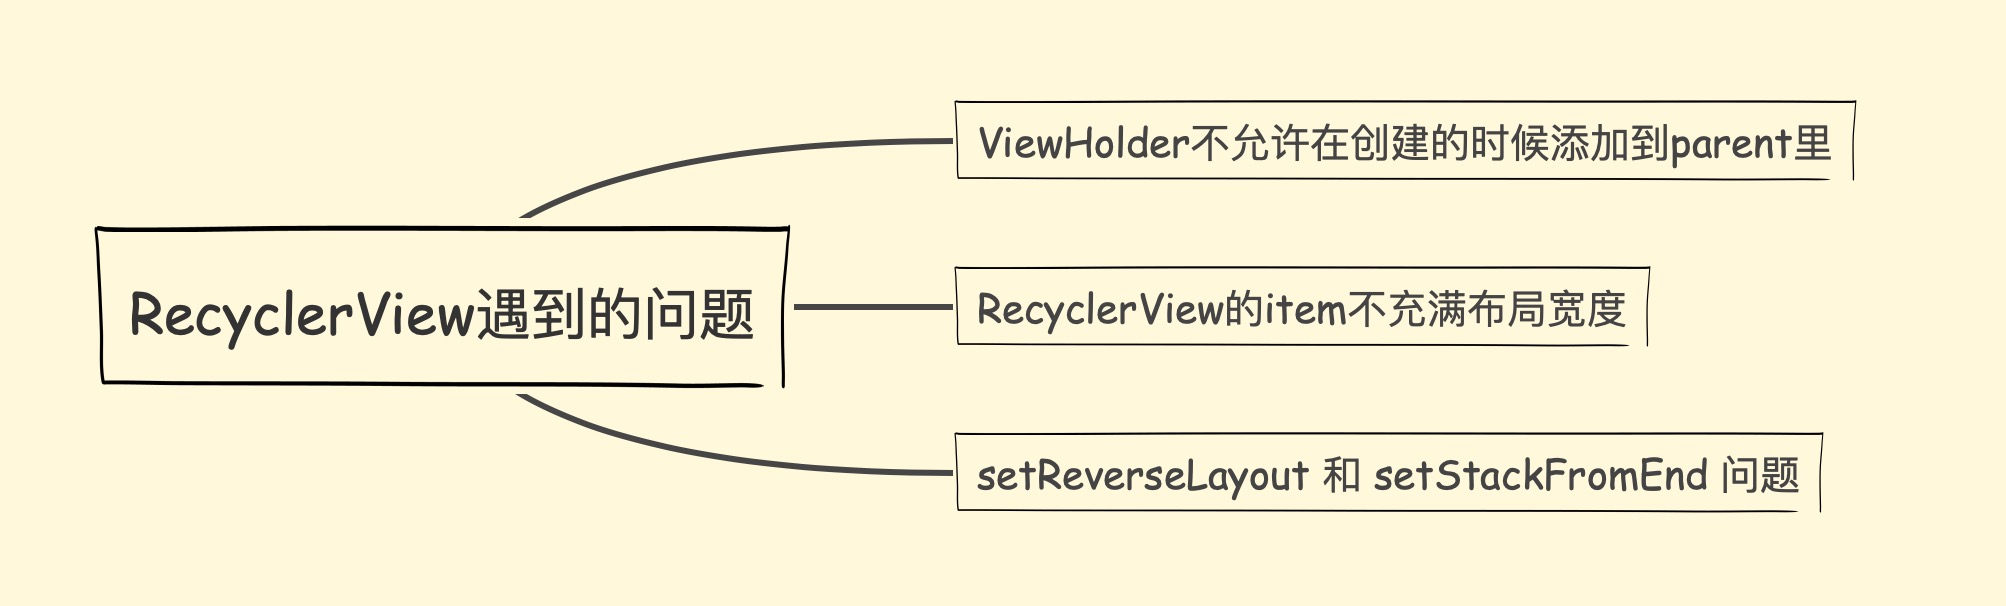 ViewHolder不允许在创建的时候添加到parent里
RecyclerView遇到的问题
RecyclerView的item不充满布局宽度
setReverseLayout 和 setStackFromEnd 问题